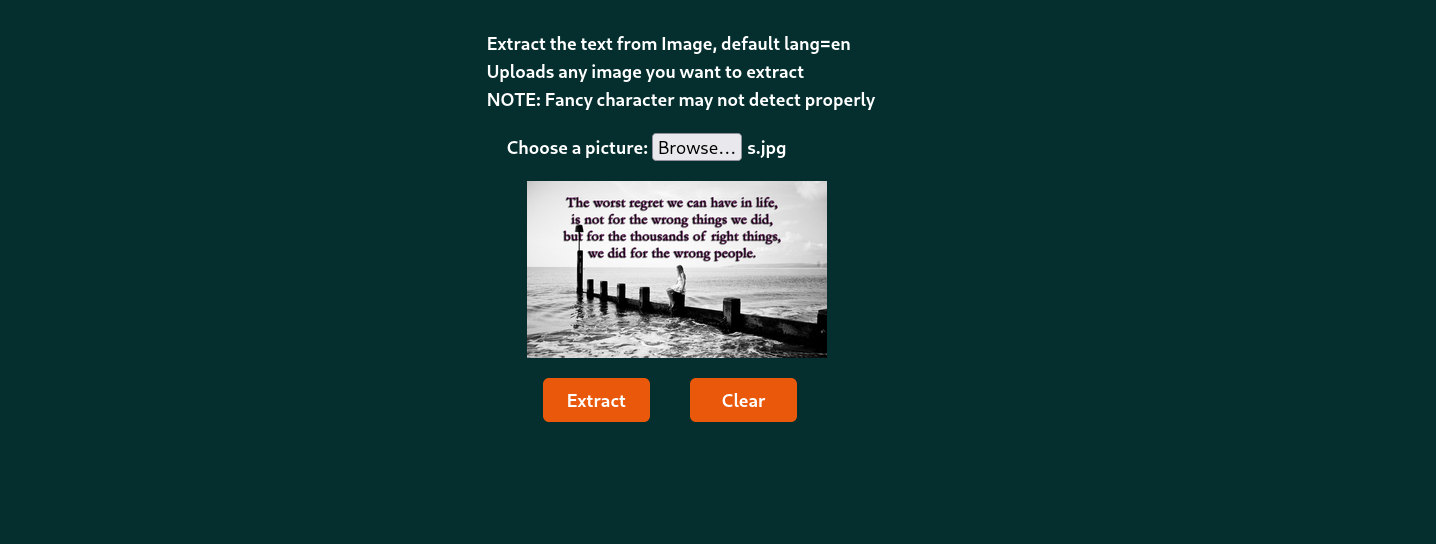 Extract the text from Image, default lang=en
Uploads any image you want to extract
NOTE: Fancy character may not detect properly
Choose a picture: Browse... s.jpg
The worst regret we can have in life,
is not for the wrong things we did,
but for the thousands of right things,
we did for the wrong people.
Extract Clear